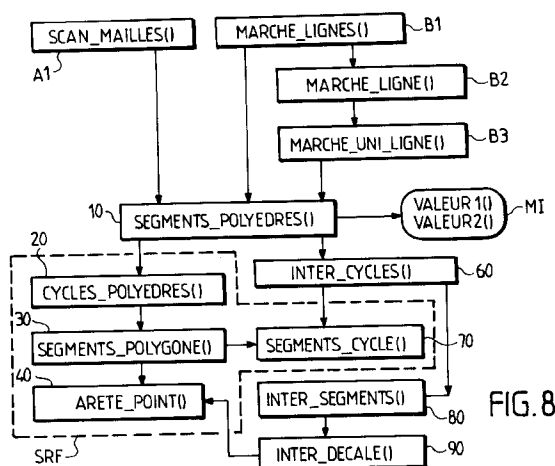 SCAN_MAILLES()
MARCHE_LIGNES()
B1
A1
MARCHE_LIGNE()
B2
MARCHE_UNI_LIGNE()
B3
10
SEGMENTS_POLYEDRES()
VALEUR1()
VALEUR2()
MI
20
CYCLES_POLYEDRES()
INTER_CYCLES()
60
30
SEGMENTS_POLYGONE()
SEGMENTS_CYCLE()
70
40
ARETE_POINT()
INTER_SEGMENTS()
80
FIG.8
SRF
INTER_DECALE()
90